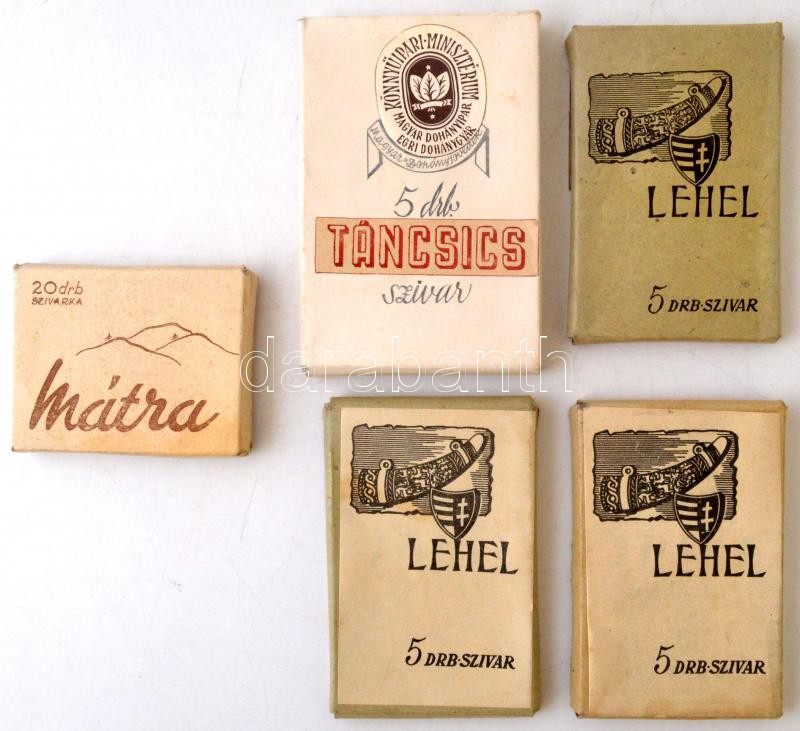 20 drb
SZIVARKA
Mátra
KÖNNYŰIPARI-MINISZTÉRIUM
MAGYAR DOHÁNYIPAR
EGRI DOHÁNYGYÁR
5 drb.
TÁNCSICS
szivar
LEHEL
5 DRB·SZIVAR
LEHEL
5 DRB·SZIVAR
LEHEL
5 DRB·SZIVAR
darabanth